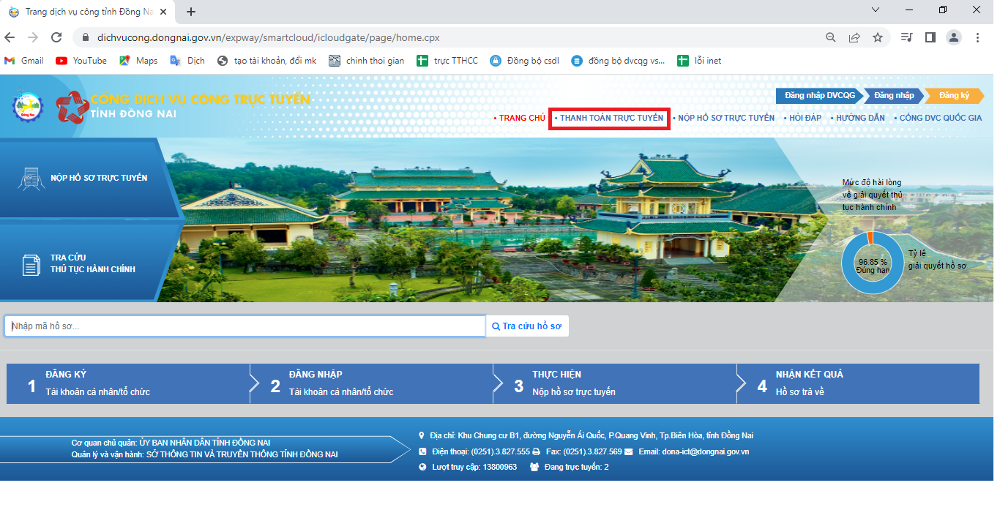 Trang dịch vụ công tỉnh Đồng Na
dichvucong.dongnai.gov.vn/expway/smartcloud/icloudgate/page/home.cpx
Gmail
YouTube
Maps
Dịch
tạo tài khoản, đổi mk
chinh thoi gian
trực TTHCC
Đồng bộ csdl
đồng bộ dvcqg vs...
lỗi inet
Đồng Nai
CỔNG DỊCH VỤ CÔNG TRỰC TUYẾN
TỈNH ĐỒNG NAI
Đăng nhập DVCQG
Đăng nhập
Đăng ký
• TRANG CHỦ
• THANH TOÁN TRỰC TUYẾN
• NỘP HỒ SƠ TRỰC TUYẾN
• HỎI ĐÁP
• HƯỚNG DẪN
• CỔNG DVC QUỐC GIA
NỘP HỒ SƠ TRỰC TUYẾN
TRA CỨU
THỦ TỤC HÀNH CHÍNH
Mức độ hài lòng
về giải quyết thủ
tục hành chính
96.85 %
Đúng hạn
Tỷ lệ
giải quyết hồ sơ
Nhập mã hồ sơ...
Tra cứu hồ sơ
1
ĐĂNG KÝ
Tài khoản cá nhân/tổ chức
2
ĐĂNG NHẬP
Tài khoản cá nhân/tổ chức
3
THỰC HIỆN
Nộp hồ sơ trực tuyến
4
NHẬN KẾT QUẢ
Hồ sơ trả về
Cơ quan chủ quản: ỦY BAN NHÂN DÂN TỈNH ĐỒNG NAI
Quản lý và vận hành: SỞ THÔNG TIN VÀ TRUYỀN THÔNG TỈNH ĐỒNG NAI
Địa chỉ: Khu Chung cư B1, đường Nguyễn Ái Quốc, P.Quang Vinh, Tp.Biên Hòa, tỉnh Đồng Nai
Điện thoại: (0251).3.827.555 Fax: (0251).3.827.569 Email: dona-ict@dongnai.gov.vn
Lượt truy cập: 13800963 Đang trực tuyến: 2